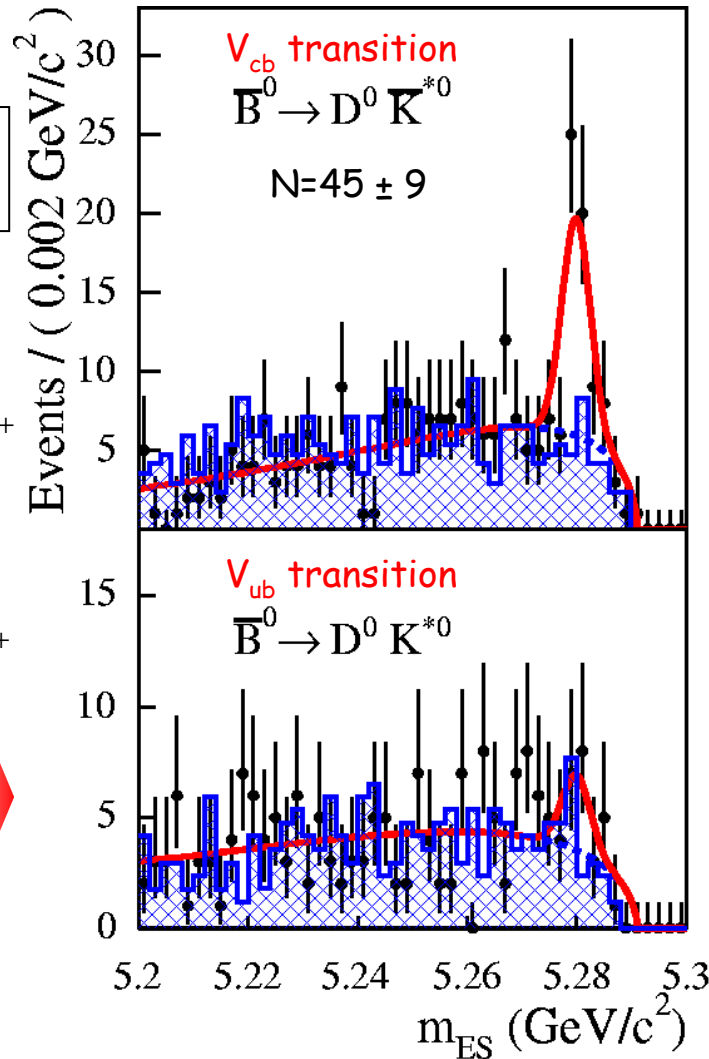 V_cb transition
B̅⁰ → D⁰ K̅*⁰
N=45 ± 9
30
25
20
15
10
5
Events / ( 0.002 GeV/c² )
+
V_ub transition
B̅⁰ → D⁰ K*⁰
15
10
5
0
+
5.2 5.22 5.24 5.26 5.28 5.3
m_ES (GeV/c²)